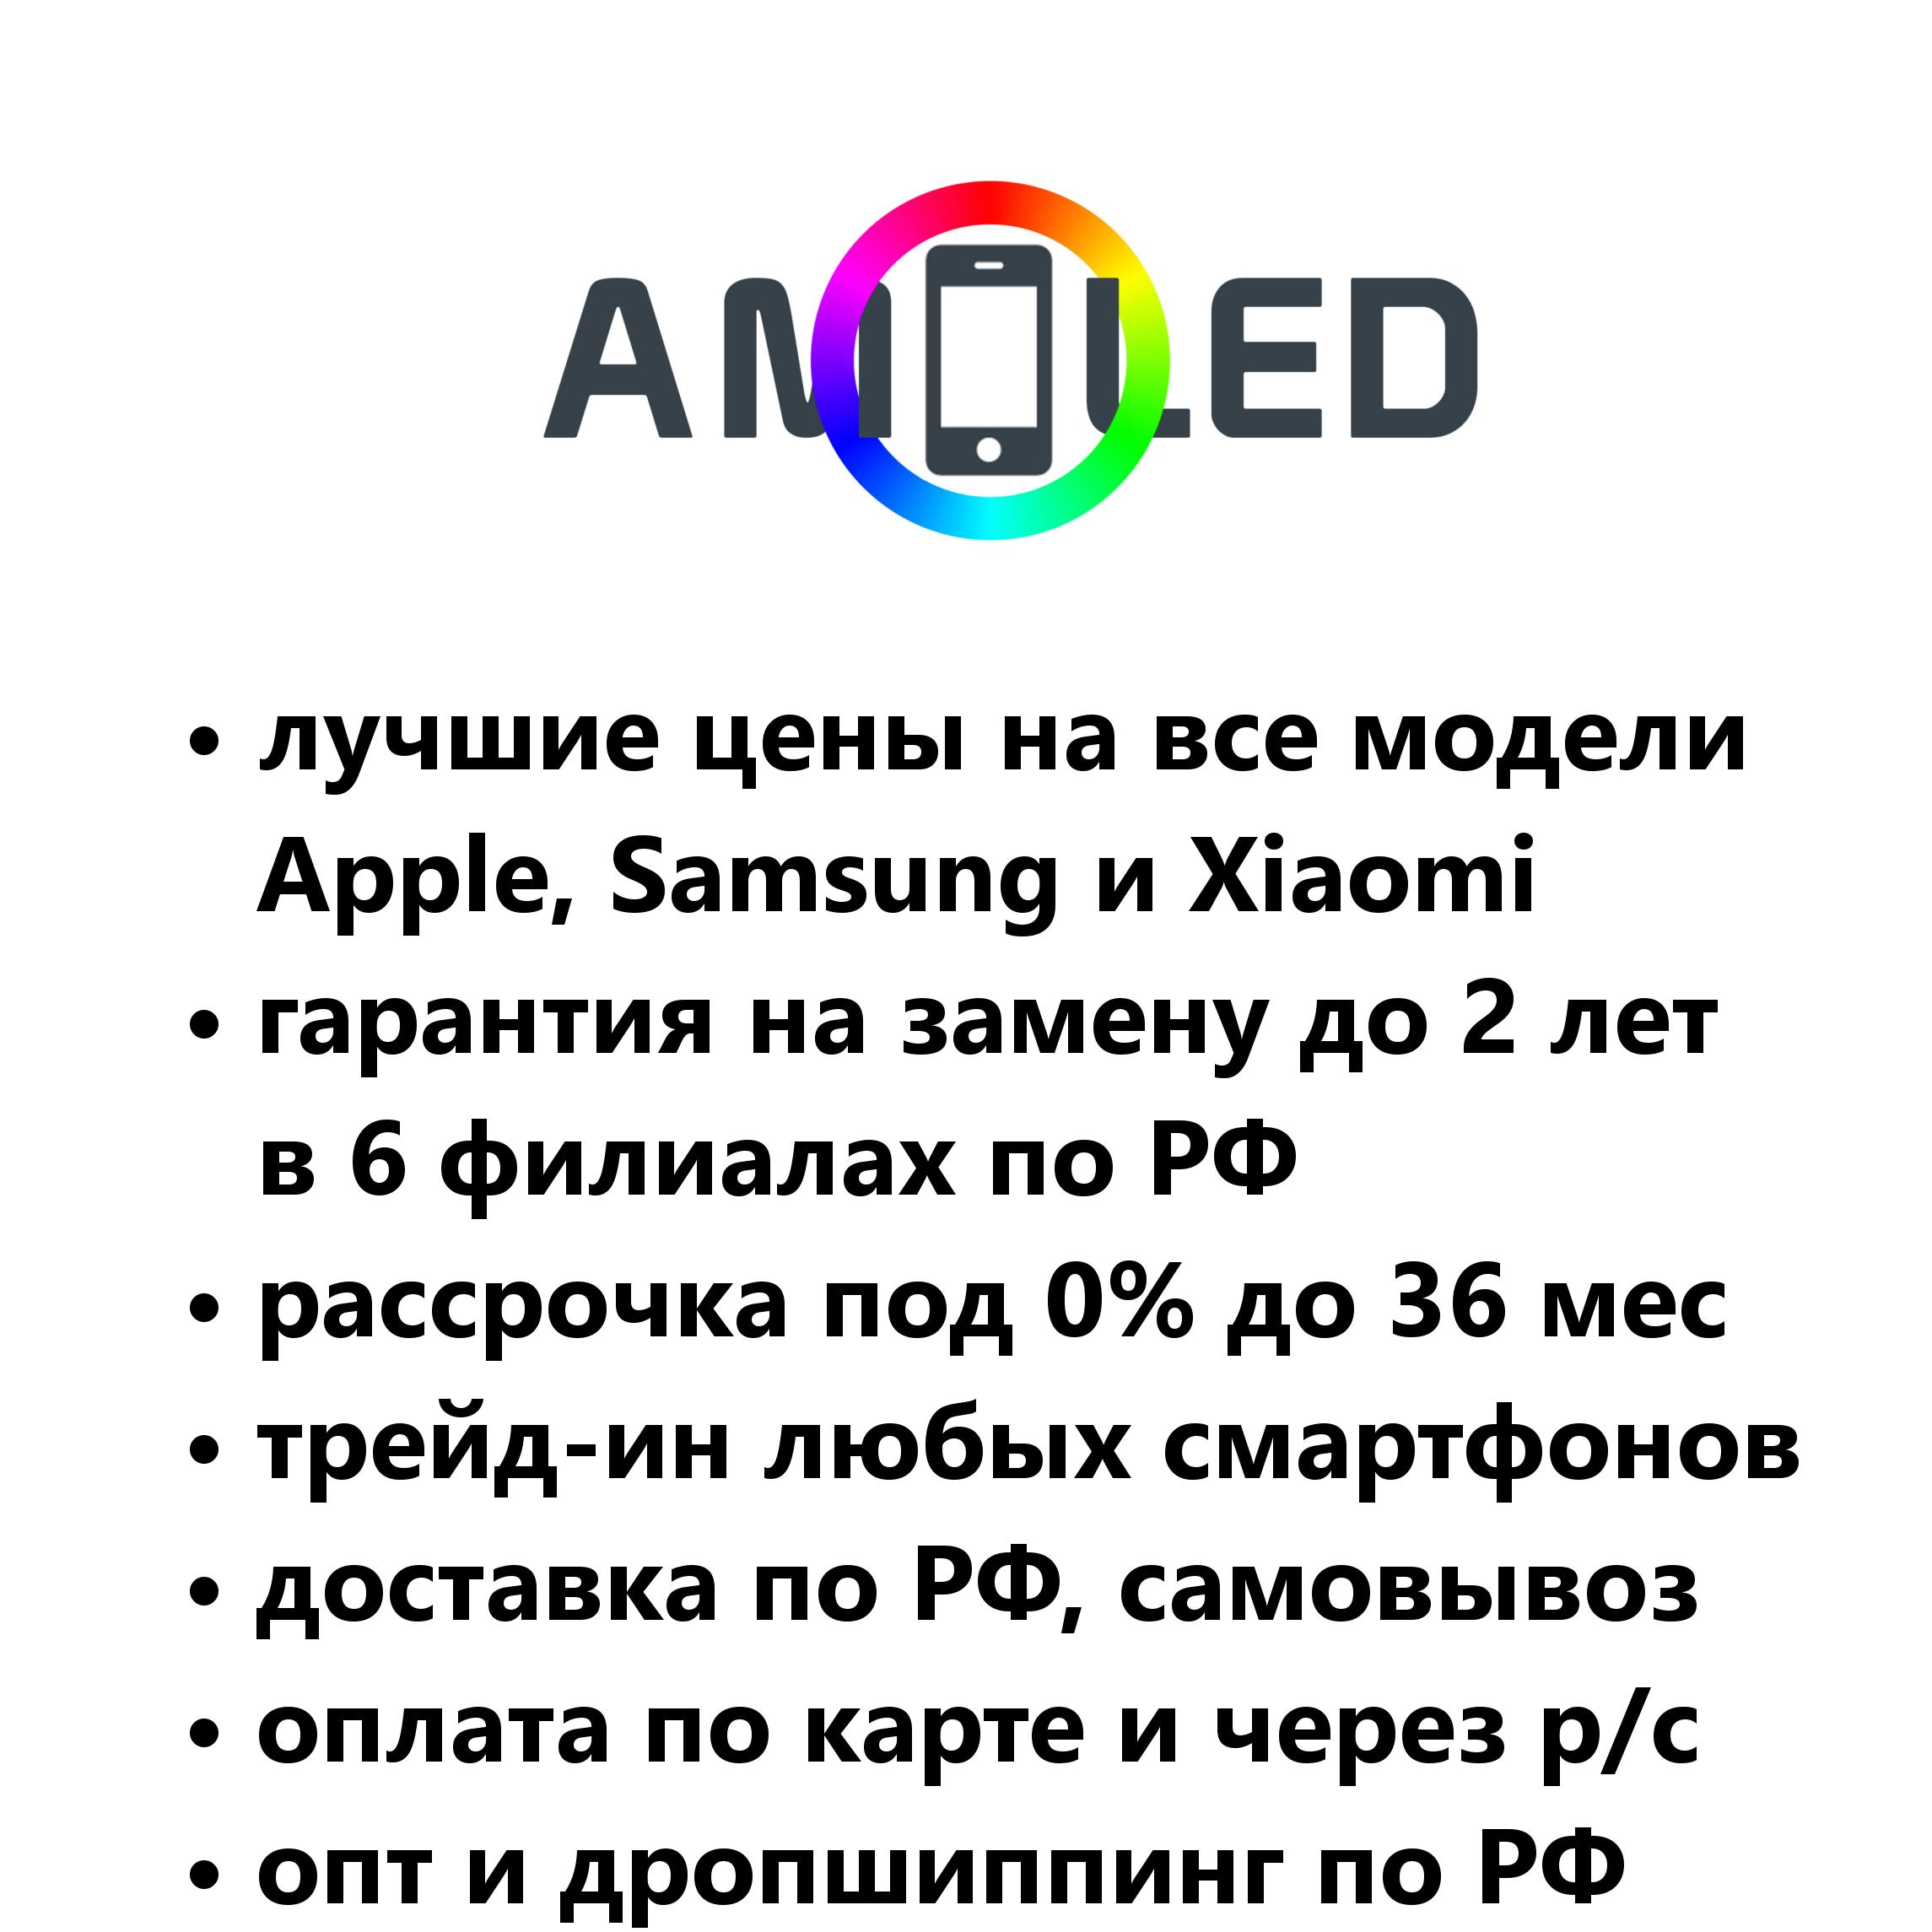 AMOLED
• лучшие цены на все модели
Apple, Samsung и Xiaomi
• гарантия на замену до 2 лет
в 6 филиалах по РФ
• рассрочка под 0% до 36 мес
• трейд-ин любых смартфонов
• доставка по РФ, самовывоз
• оплата по карте и через р/с
• опт и дропшиппинг по РФ